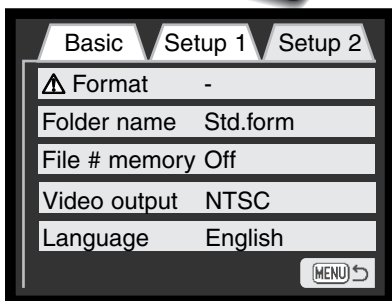 Basic Setup 1 Setup 2
Format -
Folder name Std.form
File # memory Off
Video output NTSC
Language English
MENU